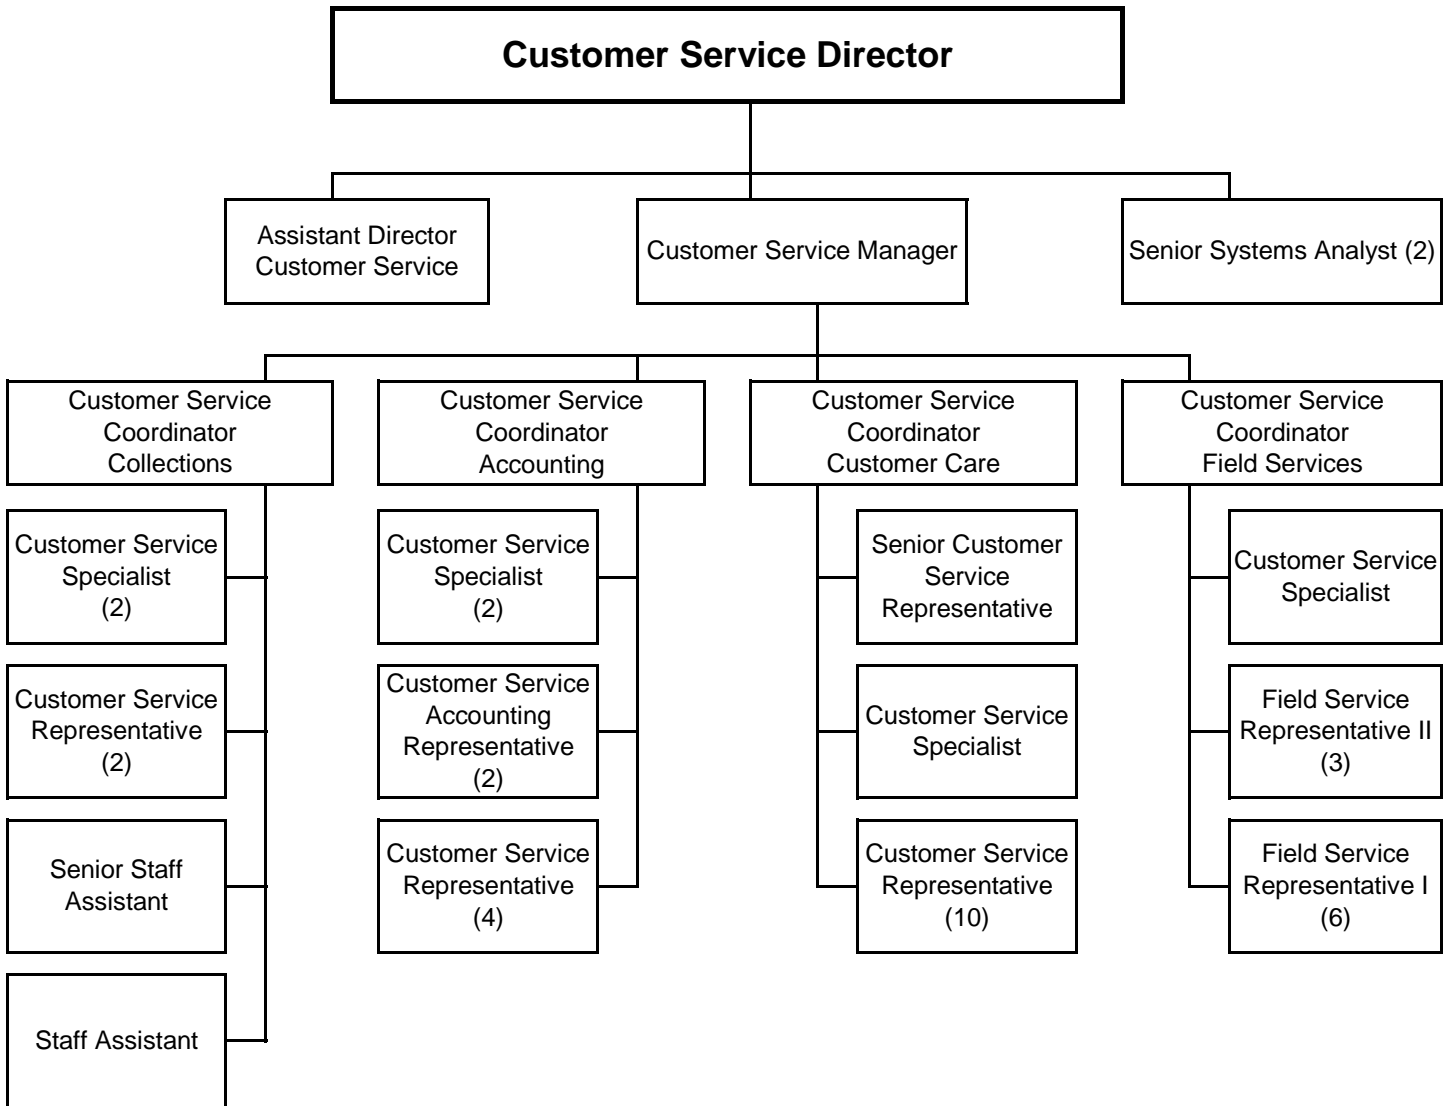 Customer Service Director
Assistant Director
Customer Service
Customer Service Manager
Senior Systems Analyst (2)
Customer Service
Coordinator
Collections
Customer Service
Coordinator
Accounting
Customer Service
Coordinator
Customer Care
Customer Service
Coordinator
Field Services
Customer Service
Specialist
(2)
Customer Service
Specialist
(2)
Senior Customer
Service
Representative
Customer Service
Specialist
Customer Service
Representative
(2)
Customer Service
Accounting
Representative
(2)
Customer Service
Specialist
Field Service
Representative II
(3)
Senior Staff
Assistant
Customer Service
Representative
(4)
Customer Service
Representative
(10)
Field Service
Representative I
(6)
Staff Assistant